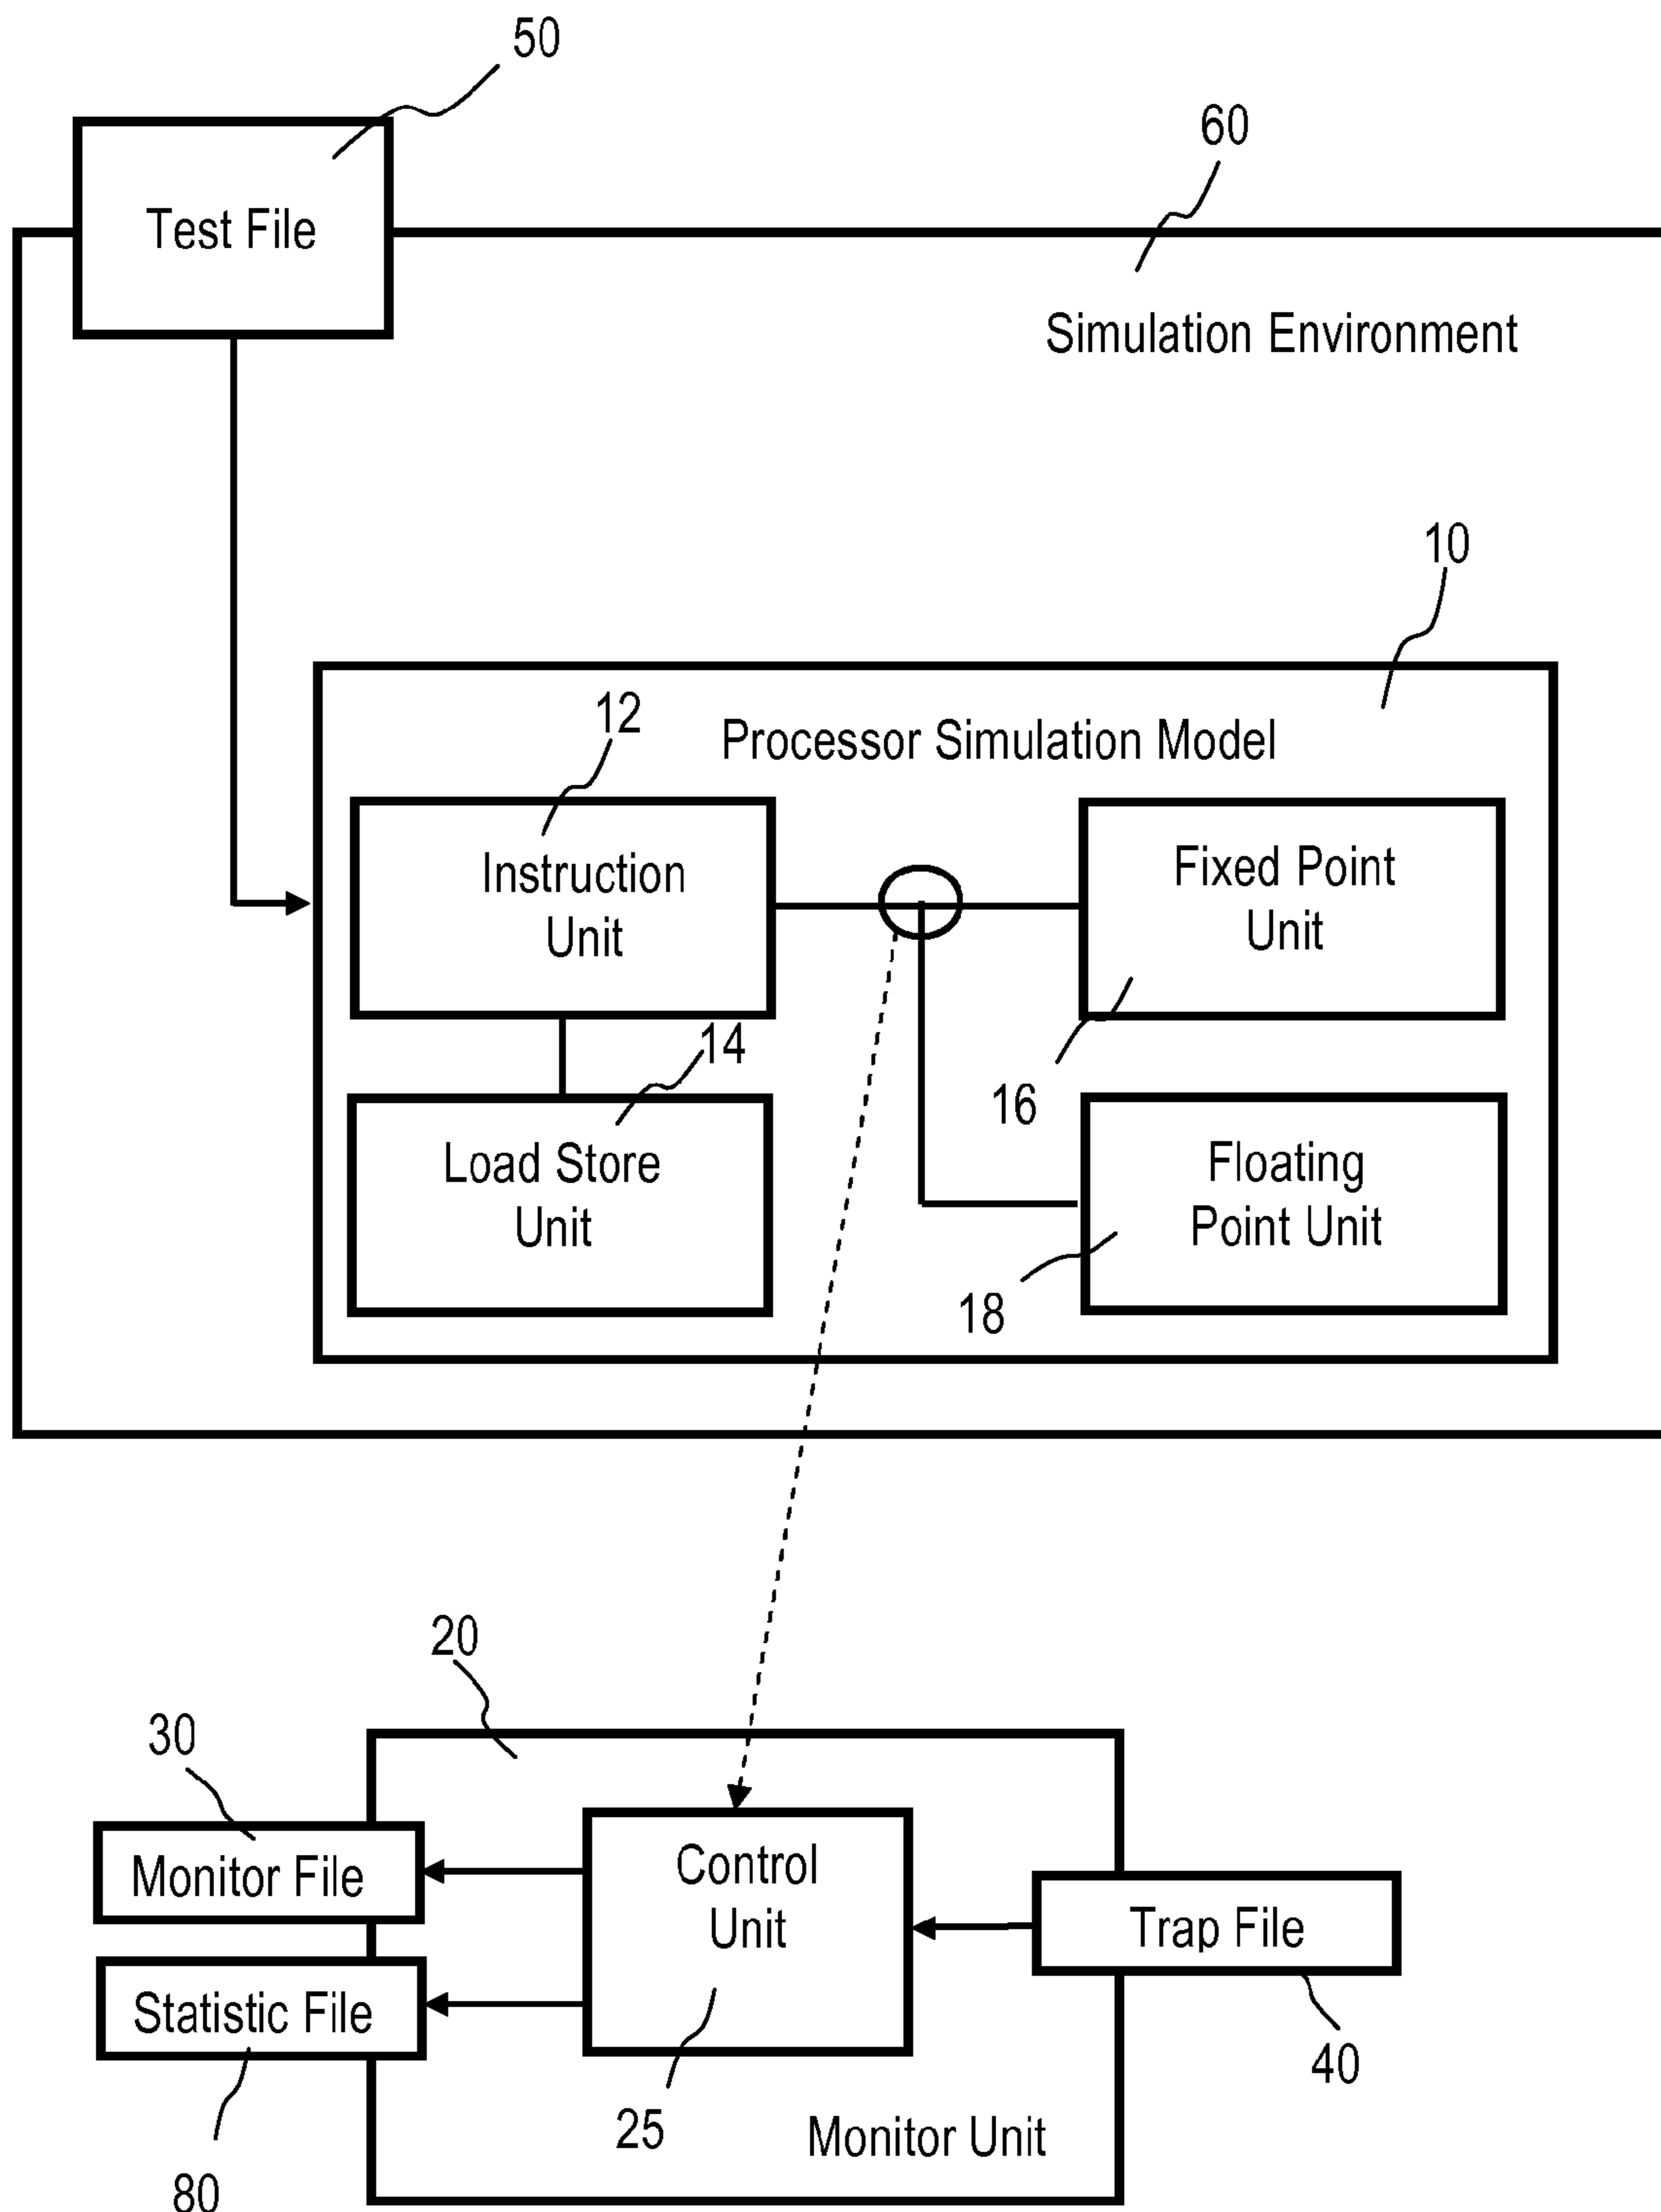 50
60
Test File
Simulation Environment
10
12
Processor Simulation Model
Instruction
Unit
Fixed Point
Unit
14
16
Load Store
Unit
Floating
Point Unit
18
20
30
Monitor File
Control
Unit
Trap File
Statistic File
40
25
Monitor Unit
80